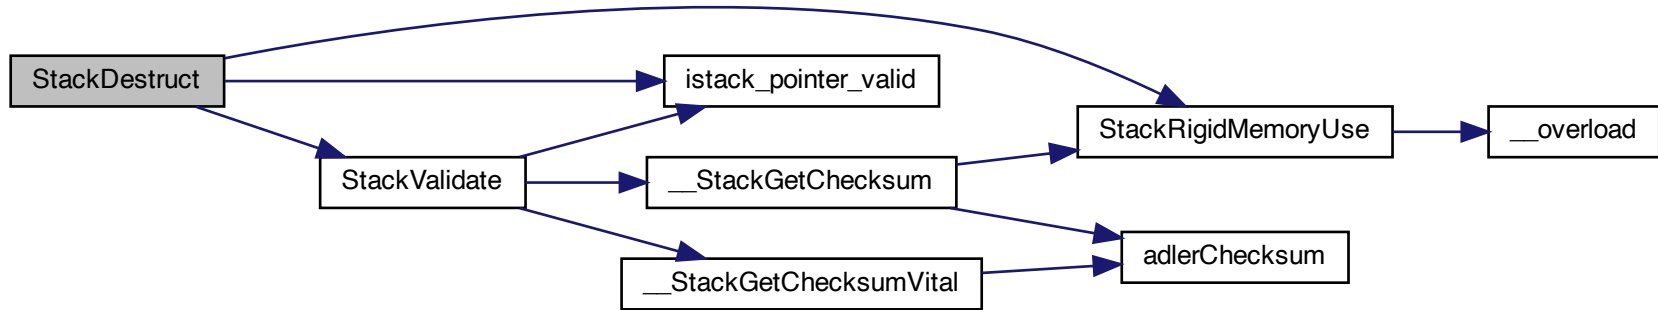 StackDestruct
istack_pointer_valid
StackRigidMemoryUse
__overload
StackValidate
__StackGetChecksum
adlerChecksum
__StackGetChecksumVital